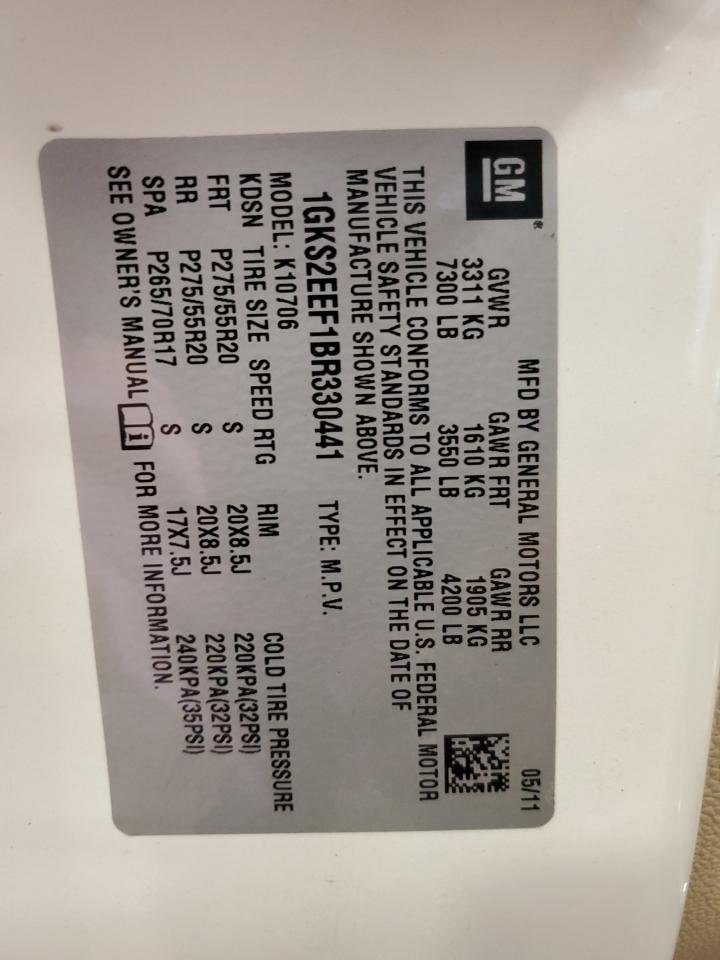 GM
MFD BY GENERAL MOTORS LLC 05/11
GVWR GAWR FRT GAWR RR
3311 KG 1610 KG 1905 KG
7300 LB 3550 LB 4200 LB
THIS VEHICLE CONFORMS TO ALL APPLICABLE U.S. FEDERAL MOTOR
VEHICLE SAFETY STANDARDS IN EFFECT ON THE DATE OF
MANUFACTURE SHOWN ABOVE.
1GKS2EEF1BR330441 TYPE: M.P.V.
MODEL: K10706
KDSN TIRE SIZE SPEED RTG RIM COLD TIRE PRESSURE
FRT P275/55R20 S 20X8.5J 220KPA(32PSI)
RR P275/55R20 S 20X8.5J 220KPA(32PSI)
SPA P265/70R17 S 17X7.5J 240KPA(35PSI)
SEE OWNER'S MANUAL i FOR MORE INFORMATION.